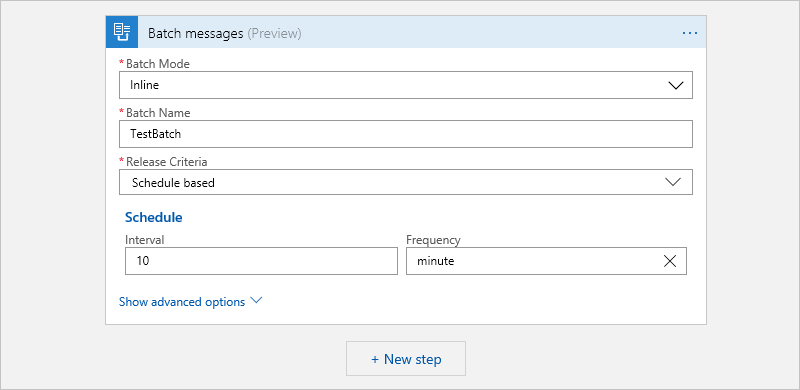 Batch messages (Preview) ...
* Batch Mode
Inline
* Batch Name
TestBatch
* Release Criteria
Schedule based
Schedule
Interval Frequency
10 minute
Show advanced options
+ New step